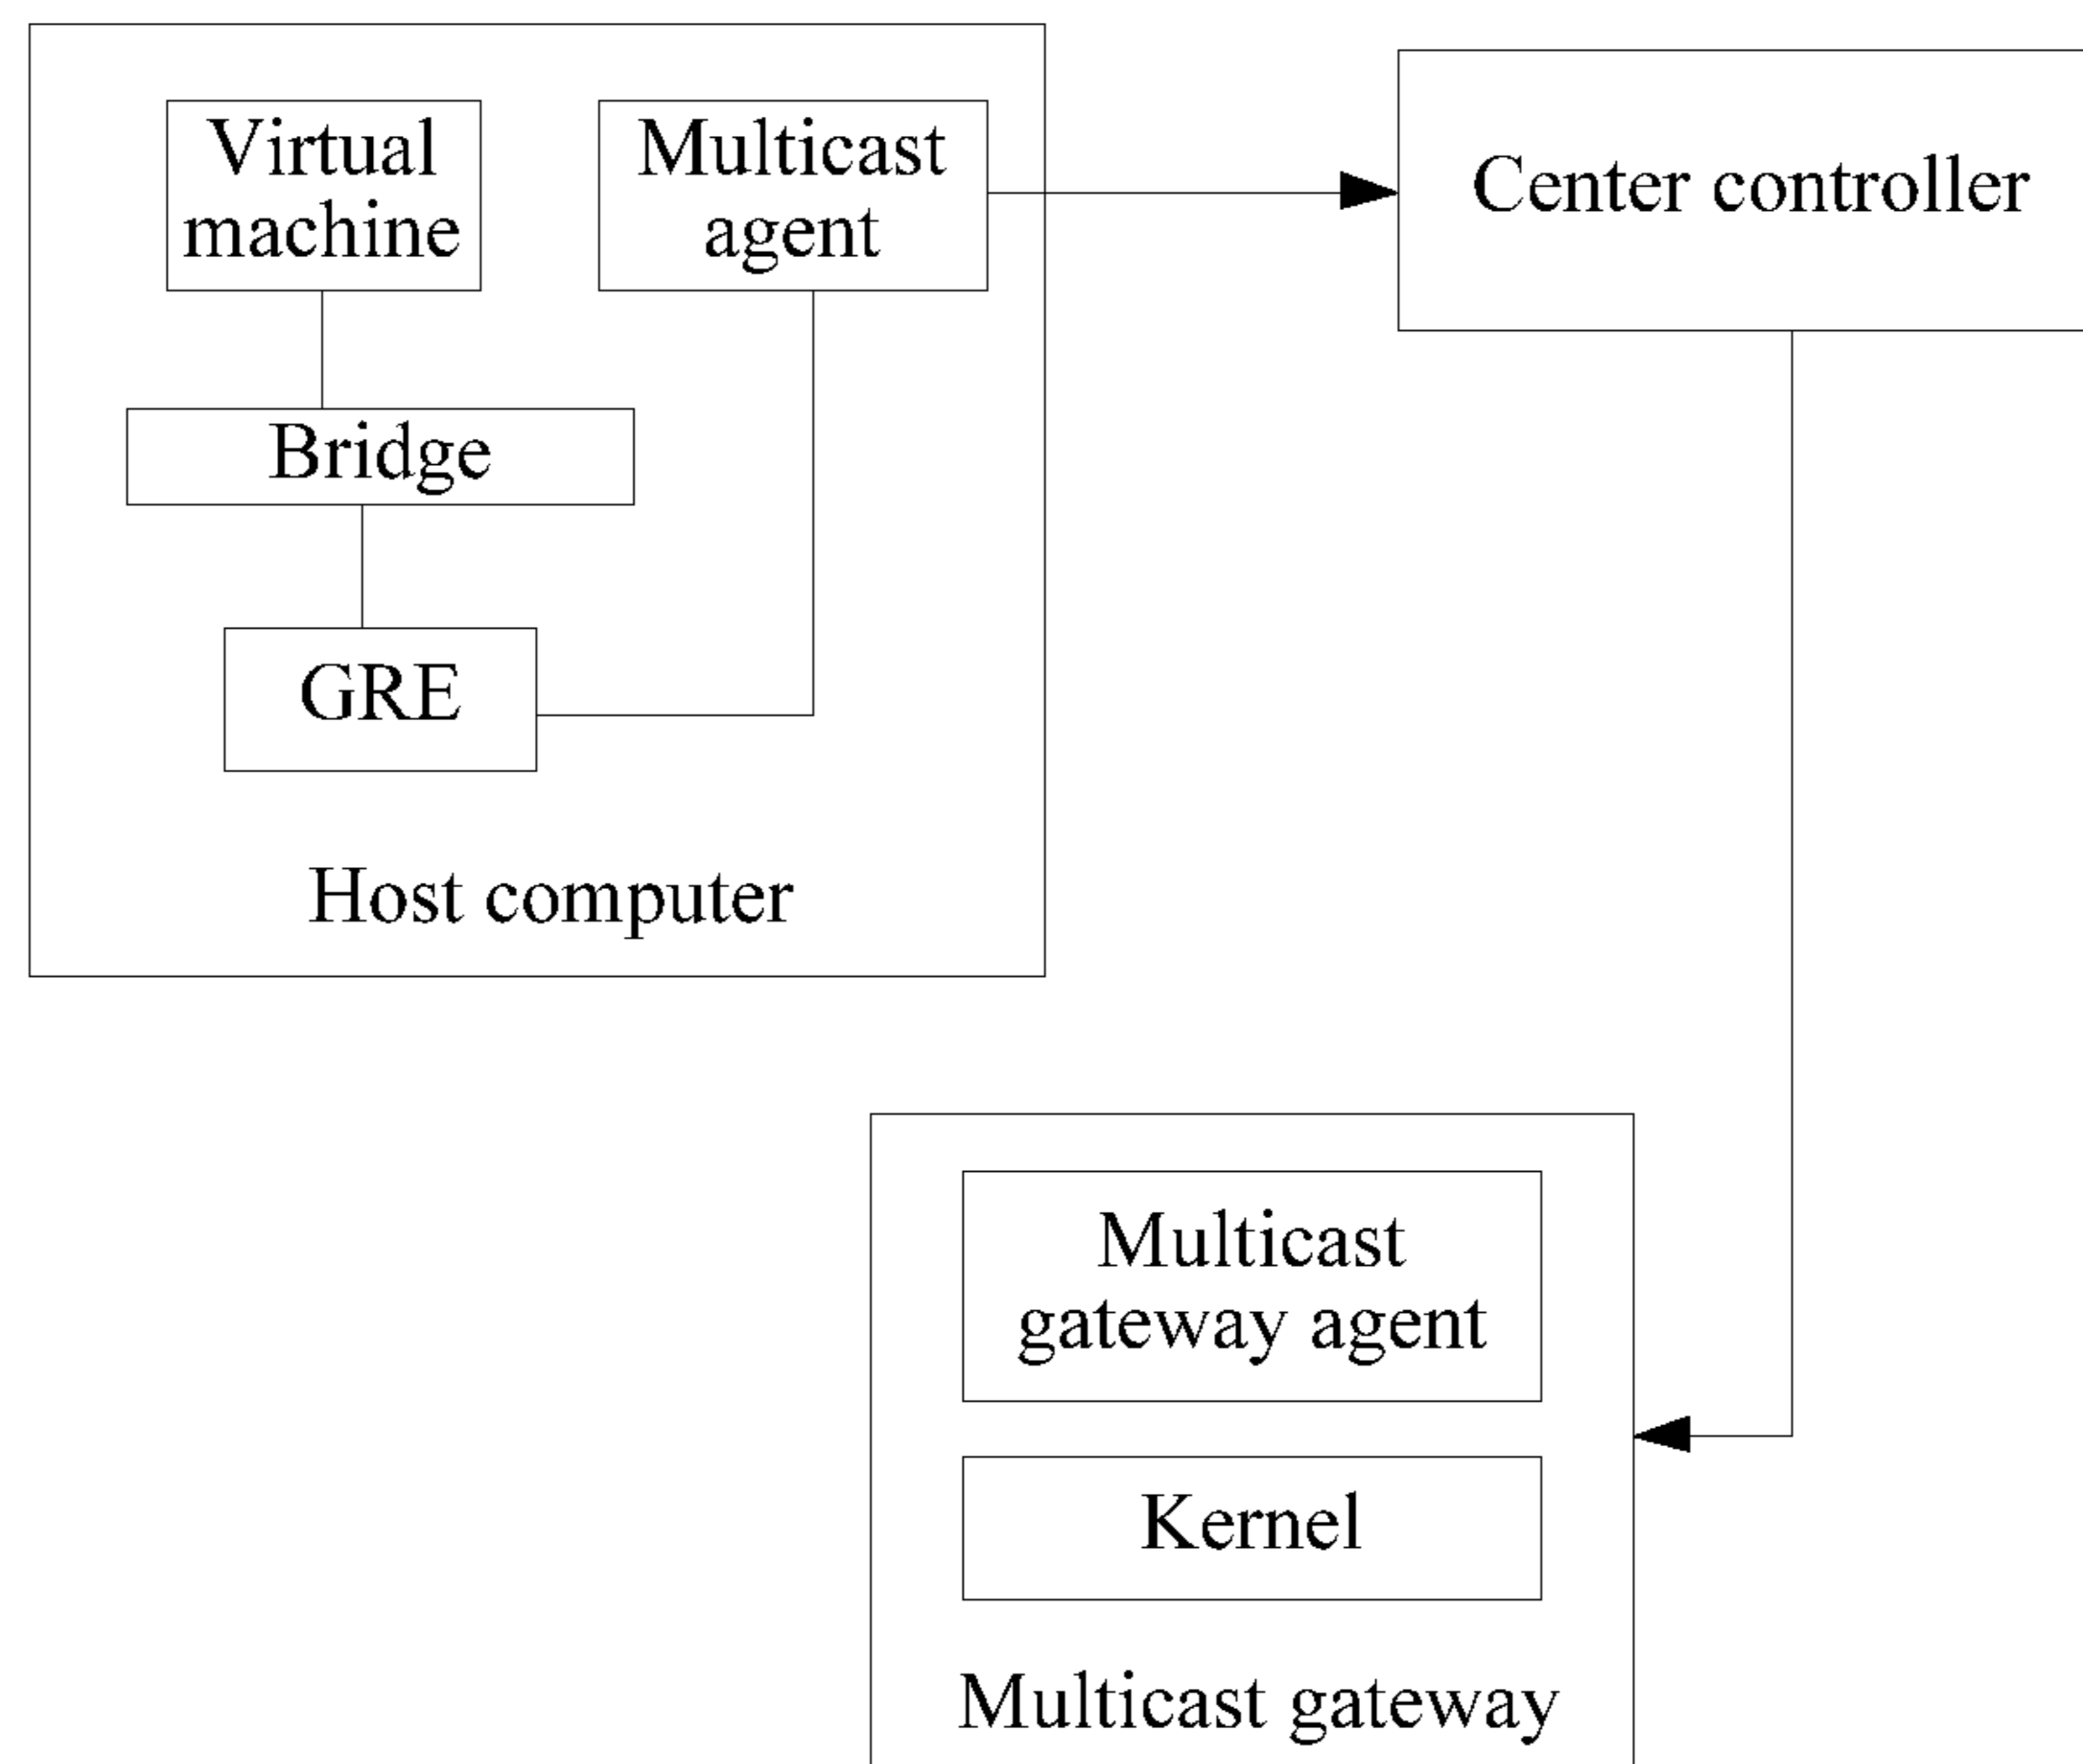 Virtual
machine
Multicast
agent
Center controller
Bridge
GRE
Host computer
Multicast
gateway agent
Kernel
Multicast gateway